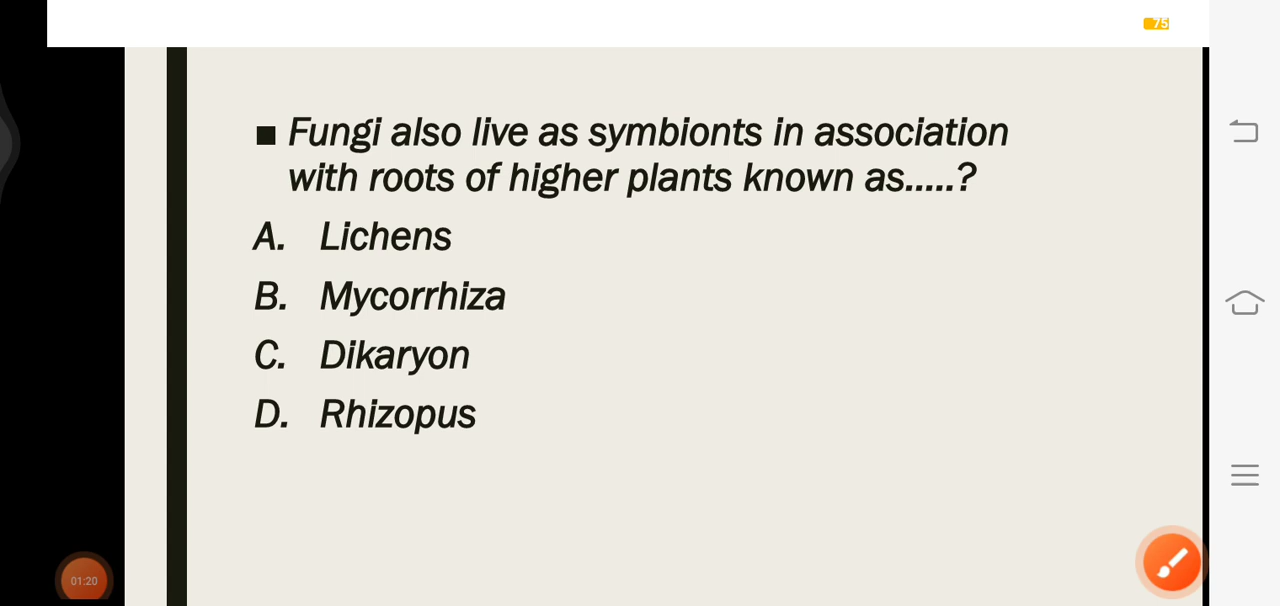 75
■ Fungi also live as symbionts in association
with roots of higher plants known as.....?
A. Lichens
B. Mycorrhiza
C. Dikaryon
D. Rhizopus
01:20